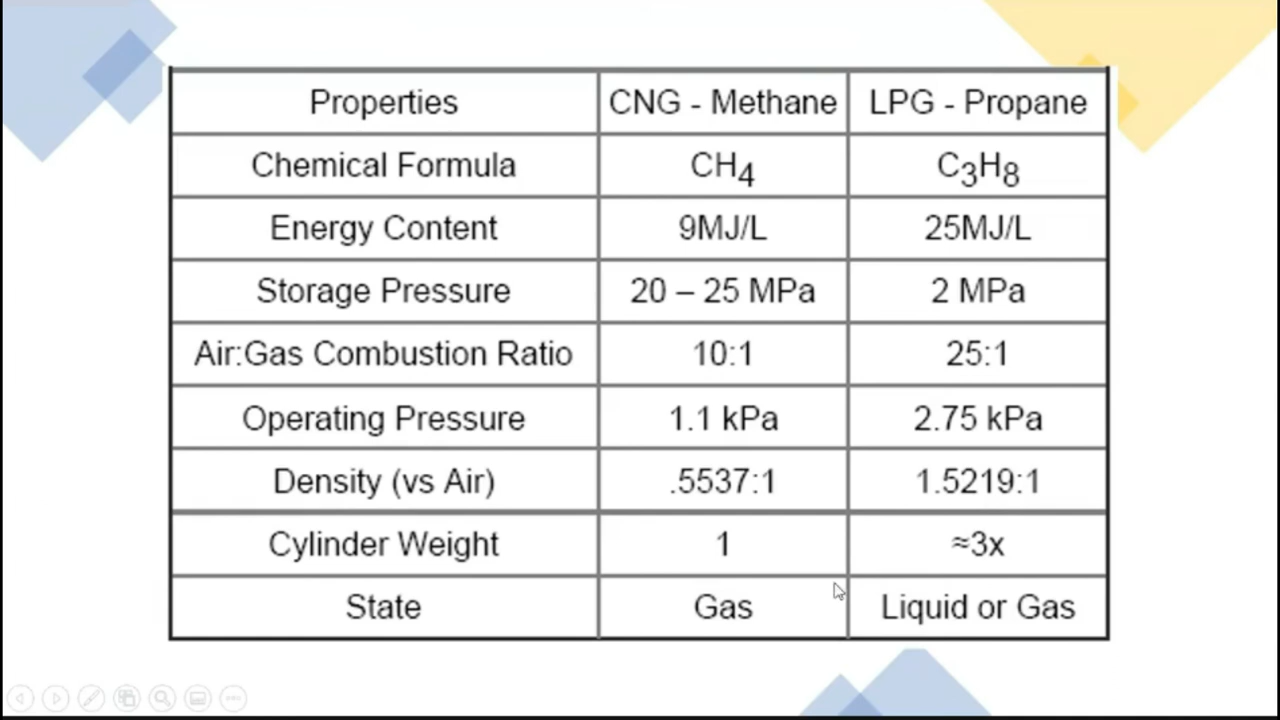 Properties CNG - Methane LPG - Propane
Chemical Formula CH4 C3H8
Energy Content 9MJ/L 25MJ/L
Storage Pressure 20 – 25 MPa 2 MPa
Air:Gas Combustion Ratio 10:1 25:1
Operating Pressure 1.1 kPa 2.75 kPa
Density (vs Air) .5537:1 1.5219:1
Cylinder Weight 1 ≈3x
State Gas Liquid or Gas